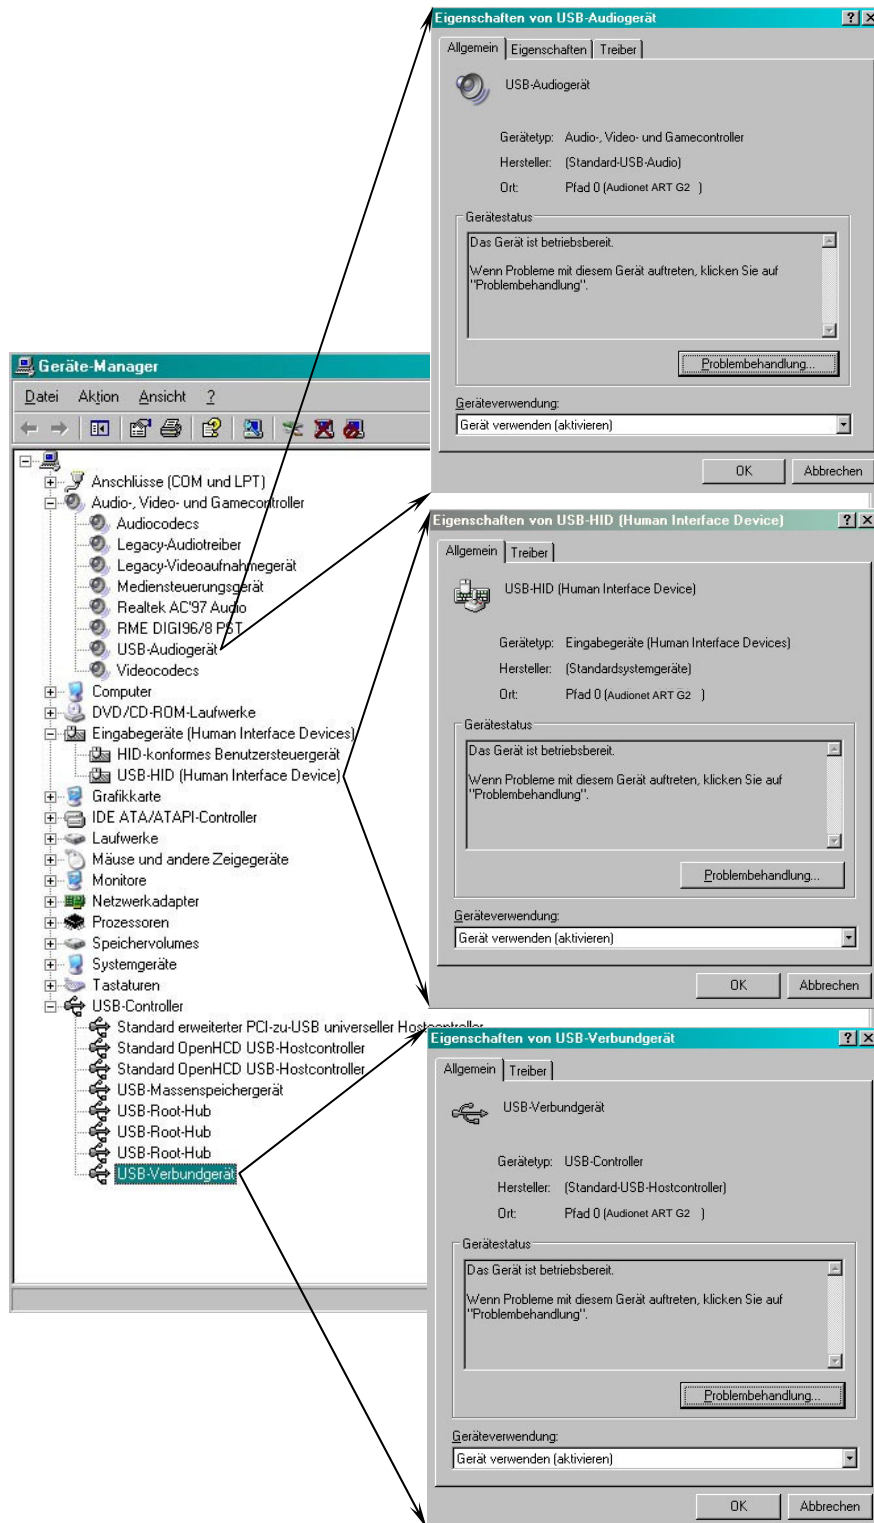 Eigenschaften von USB-Audiogerät
Allgemein Eigenschaften Treiber
USB-Audiogerät
Gerätetyp: Audio-, Video- und Gamecontroller
Hersteller: (Standard-USB-Audio)
Ort: Pfad 0 (Audionet ART G2 )
Gerätestatus
Das Gerät ist betriebsbereit.
Wenn Probleme mit diesem Gerät auftreten, klicken Sie auf
"Problembehandlung".
Problembehandlung...
Geräteverwendung:
Gerät verwenden (aktivieren)
OK Abbrechen
Geräte-Manager
Datei Aktion Ansicht ?
Anschlüsse (COM und LPT)
Audio-, Video- und Gamecontroller
Audiocodecs
Legacy-Audiotreiber
Legacy-Videoaufnahmegerät
Mediensteuerungsgerät
Realtek AC'97 Audio
RME DIGI96/8 PST
USB-Audiogerät
Videocodecs
Computer
DVD/CD-ROM-Laufwerke
Eingabegeräte (Human Interface Devices)
HID-konformes Benutzersteuergerät
USB-HID (Human Interface Device)
Grafikkarte
IDE ATA/ATAPI-Controller
Laufwerke
Mäuse und andere Zeigegeräte
Monitore
Netzwerkadapter
Prozessoren
Speichervolumes
Systemgeräte
Tastaturen
USB-Controller
Standard erweiterter PCI-zu-USB universeller Hostcontroller
Standard OpenHCD USB-Hostcontroller
Standard OpenHCD USB-Hostcontroller
USB-Massenspeichergerät
USB-Root-Hub
USB-Root-Hub
USB-Root-Hub
USB-Verbundgerät
Eigenschaften von USB-HID (Human Interface Device)
Allgemein Treiber
USB-HID (Human Interface Device)
Gerätetyp: Eingabegeräte (Human Interface Devices)
Hersteller: (Standardsystemgeräte)
Ort: Pfad 0 (Audionet ART G2 )
Gerätestatus
Das Gerät ist betriebsbereit.
Wenn Probleme mit diesem Gerät auftreten, klicken Sie auf
"Problembehandlung".
Problembehandlung...
Geräteverwendung:
Gerät verwenden (aktivieren)
OK Abbrechen
Eigenschaften von USB-Verbundgerät
Allgemein Treiber
USB-Verbundgerät
Gerätetyp: USB-Controller
Hersteller: (Standard-USB-Hostcontroller)
Ort: Pfad 0 (Audionet ART G2 )
Gerätestatus
Das Gerät ist betriebsbereit.
Wenn Probleme mit diesem Gerät auftreten, klicken Sie auf
"Problembehandlung".
Problembehandlung...
Geräteverwendung:
Gerät verwenden (aktivieren)
OK Abbrechen